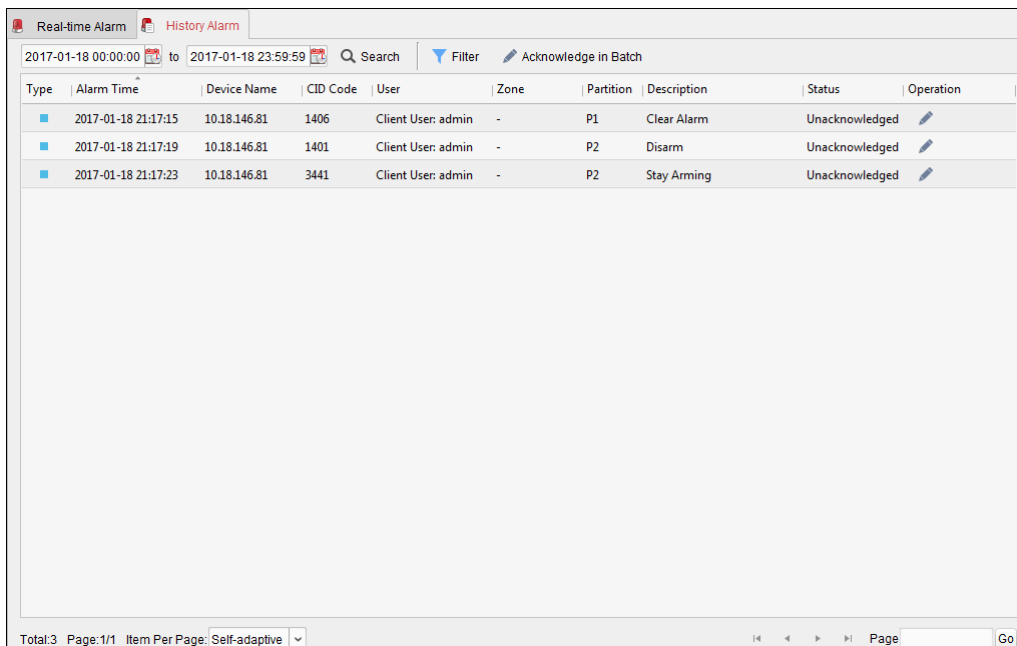 Real-time Alarm History Alarm
2017-01-18 00:00:00 to 2017-01-18 23:59:59 Search Filter Acknowledge in Batch
Type Alarm Time Device Name CID Code User Zone Partition Description Status Operation
2017-01-18 21:17:15 10.18.146.81 1406 Client User: admin - P1 Clear Alarm Unacknowledged
2017-01-18 21:17:19 10.18.146.81 1401 Client User: admin - P2 Disarm Unacknowledged
2017-01-18 21:17:23 10.18.146.81 3441 Client User: admin - P2 Stay Arming Unacknowledged
Total:3 Page:1/1 Item Per Page: Self-adaptive Page Go